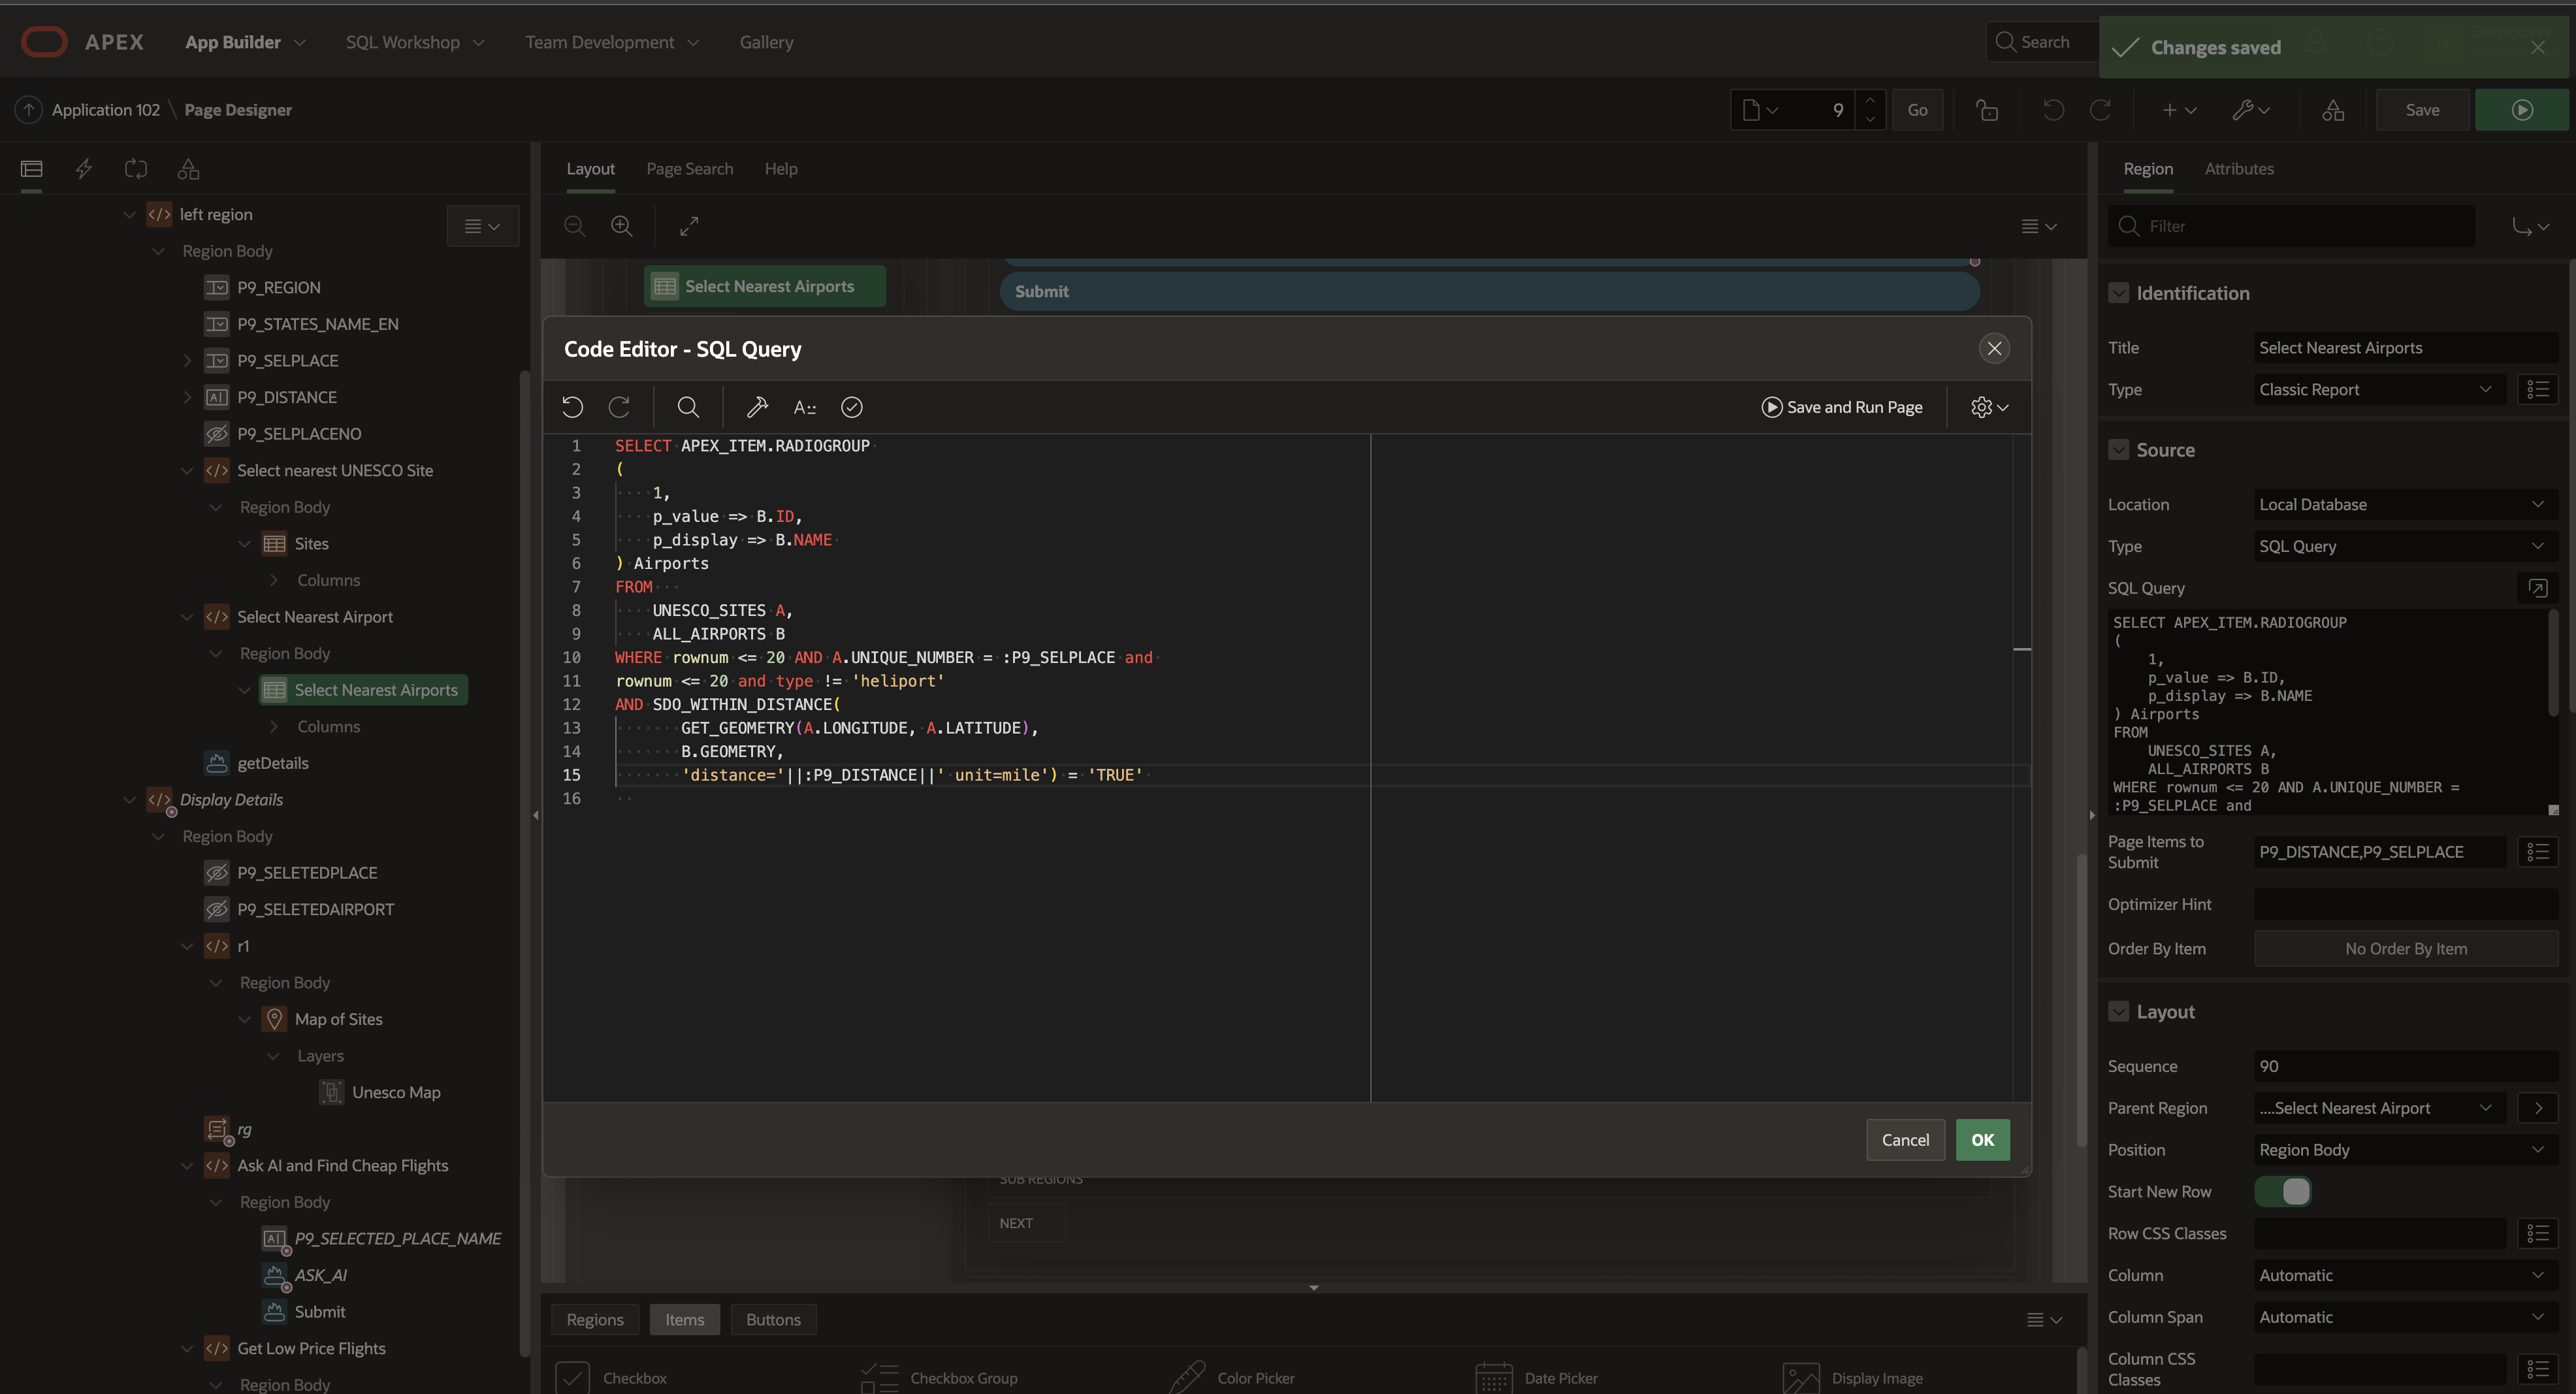 APEX
App Builder
SQL Workshop
Team Development
Gallery
Search
Changes saved
Application 102 \ Page Designer
9
Go
Save
left region
Region Body
P9_REGION
P9_STATES_NAME_EN
P9_SELPLACE
P9_DISTANCE
P9_SELPLACENO
Select nearest UNESCO Site
Region Body
Sites
Columns
Select Nearest Airport
Region Body
Select Nearest Airports
Columns
getDetails
Display Details
Region Body
P9_SELETEDPLACE
P9_SELETEDAIRPORT
r1
Region Body
Map of Sites
Layers
Unesco Map
rg
Ask AI and Find Cheap Flights
Region Body
P9_SELECTED_PLACE_NAME
ASK_AI
Submit
Get Low Price Flights
Region Body
Layout
Page Search
Help
Select Nearest Airports
Submit
Code Editor - SQL Query
Save and Run Page
1 SELECT APEX_ITEM.RADIOGROUP
2 (
3 1,
4 p_value => B.ID,
5 p_display => B.NAME
6 ) Airports
7 FROM
8 UNESCO_SITES A,
9 ALL_AIRPORTS B
10 WHERE rownum <= 20 AND A.UNIQUE_NUMBER = :P9_SELPLACE and
11 rownum <= 20 and type != 'heliport'
12 AND SDO_WITHIN_DISTANCE(
13 GET_GEOMETRY(A.LONGITUDE, A.LATITUDE),
14 B.GEOMETRY,
15 'distance='||:P9_DISTANCE||' unit=mile') = 'TRUE'
16
Cancel
OK
SUB REGIONS
NEXT
Regions
Items
Buttons
Checkbox
Checkbox Group
Color Picker
Date Picker
Display Image
Region
Attributes
Filter
Identification
Title
Select Nearest Airports
Type
Classic Report
Source
Location
Local Database
Type
SQL Query
SQL Query
SELECT APEX_ITEM.RADIOGROUP
(
1,
p_value => B.ID,
p_display => B.NAME
) Airports
FROM
UNESCO_SITES A,
ALL_AIRPORTS B
WHERE rownum <= 20 AND A.UNIQUE_NUMBER =
:P9_SELPLACE and
Page Items to
Submit
P9_DISTANCE,P9_SELPLACE
Optimizer Hint
Order By Item
No Order By Item
Layout
Sequence
90
Parent Region
....Select Nearest Airport
Position
Region Body
Start New Row
Row CSS Classes
Column
Automatic
Column Span
Automatic
Column CSS
Classes